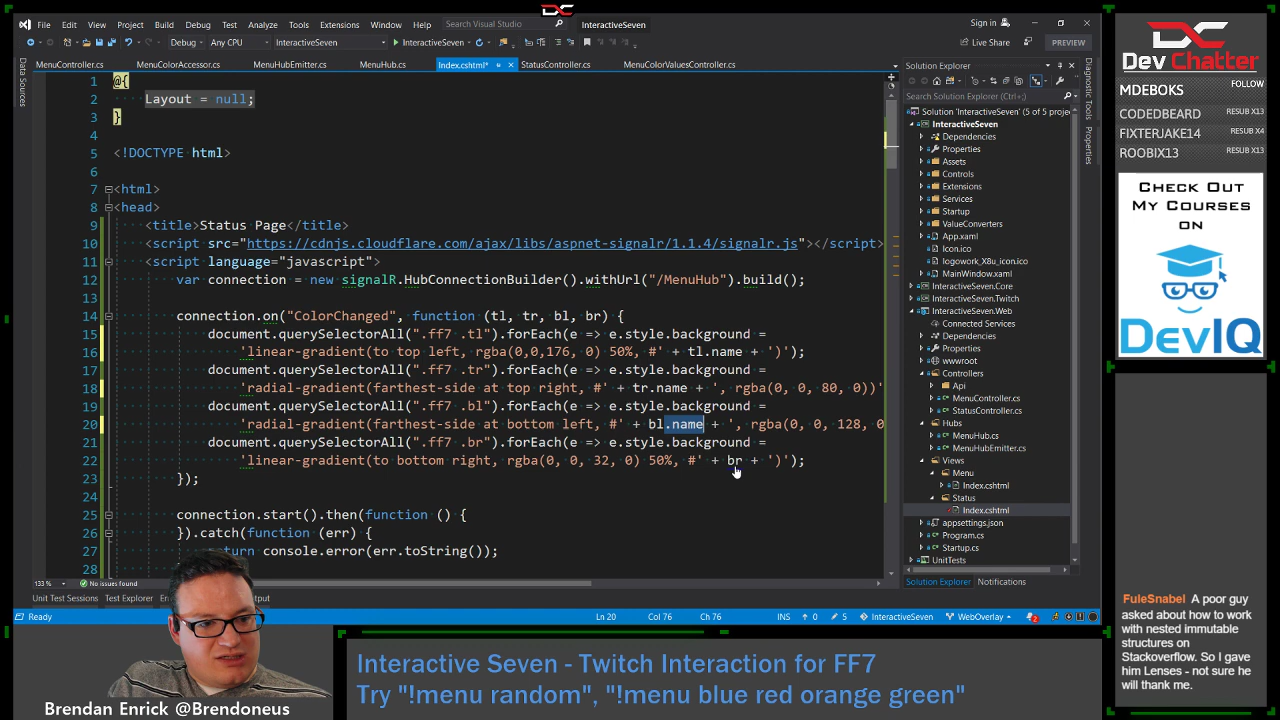 File Edit View Project Build Debug Test Analyze Tools Extensions Window Help Search Visual Studio InteractiveSeven Sign in
Debug Any CPU InteractiveSeven InteractiveSeven Live Share PREVIEW
Data Sources
MenuController.cs MenuColorAccessor.cs MenuHubEmitter.cs MenuHub.cs Index.cshtml* StatusController.cs MenuColorValuesController.cs
1 @{
2 Layout = null;
3 }
4
5 <!DOCTYPE html>
6
7 <html>
8 <head>
9 <title>Status Page</title>
10 <script src="https://cdnjs.cloudflare.com/ajax/libs/aspnet-signalr/1.1.4/signalr.js"></script>
11 <script language="javascript">
12 var connection = new signalR.HubConnectionBuilder().withUrl("/MenuHub").build();
13
14 connection.on("ColorChanged", function (tl, tr, bl, br) {
15 document.querySelectorAll(".ff7 .tl").forEach(e => e.style.background =
16 'linear-gradient(to top left, rgba(0,0,176, 0) 50%, #' + tl.name + ')');
17 document.querySelectorAll(".ff7 .tr").forEach(e => e.style.background =
18 'radial-gradient(farthest-side at top right, #' + tr.name + ', rgba(0, 0, 80, 0))'
19 document.querySelectorAll(".ff7 .bl").forEach(e => e.style.background =
20 'radial-gradient(farthest-side at bottom left, #' + bl.name + ', rgba(0, 0, 128, 0
21 document.querySelectorAll(".ff7 .br").forEach(e => e.style.background =
22 'linear-gradient(to bottom right, rgba(0, 0, 32, 0) 50%, #' + br + ')');
23 });
24
25 connection.start().then(function () {
26 }).catch(function (err) {
27 return console.error(err.toString());
28
133 % No issues found
Unit Test Sessions Test Explorer
Ready Ln 20 Col 76 Ch 76 INS 0 5 InteractiveSeven WebOverlay 2
Solution Explorer
Search Solution Explorer (Ctrl+;)
Solution 'InteractiveSeven' (5 of 5 proje
InteractiveSeven
Dependencies
Properties
Assets
Controls
Extensions
Services
Startup
ValueConverters
App.xaml
Icon.ico
logowork_X8u_icon.ico
MainWindow.xaml
InteractiveSeven.Core
InteractiveSeven.Twitch
InteractiveSeven.Web
Connected Services
Dependencies
Properties
wwwroot
Controllers
Api
MenuController.cs
StatusController.cs
Hubs
MenuHub.cs
MenuHubEmitter.cs
Views
Menu
Index.cshtml
Status
Index.cshtml
appsettings.json
Program.cs
Startup.cs
UnitTests
Solution Explorer Notifications
Diagnostic Tools
Properties
DC
Dev Chatter
MDEBOKS FOLLOW
CODEDBEARD RESUB X13
FIXTERJAKE14 RESUB X4
ROOBIX13 RESUB X13
CHECK OUT
MY COURSES
ON
DevIQ
FuleSnabel A poor guy
asked about how to work
with nested immutable
structures on
Stackoverflow. So I gave
him Lenses - not sure he
will thank me.
Interactive Seven - Twitch Interaction for FF7
Try "!menu random", "!menu blue red orange green"
Brendan Enrick @Brendoneus